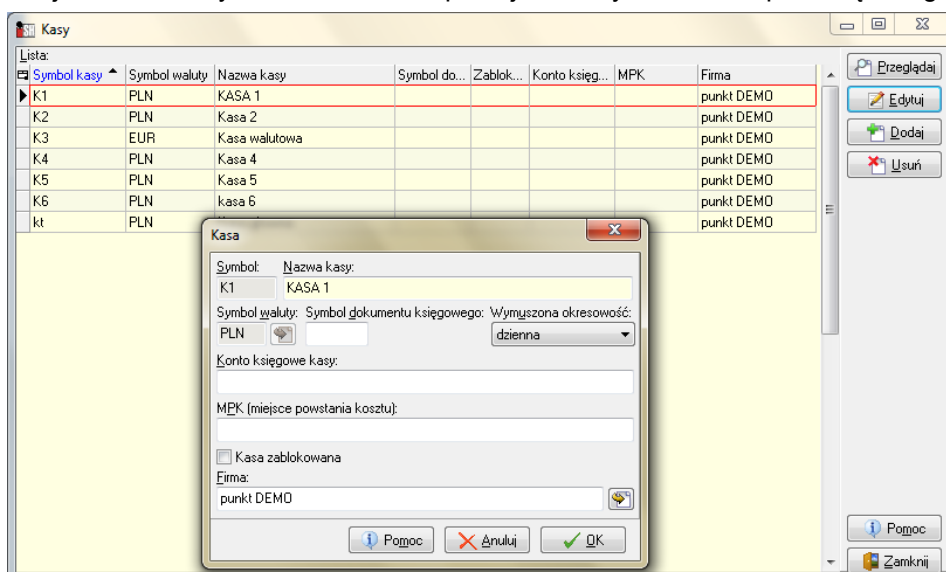 Kasy
Lista:
Symbol kasy Symbol waluty Nazwa kasy Symbol do... Zablok... Konto księg... MPK Firma
K1 PLN KASA 1 punkt DEMO
K2 PLN Kasa 2 punkt DEMO
K3 EUR Kasa walutowa punkt DEMO
K4 PLN Kasa 4 punkt DEMO
K5 PLN Kasa 5 punkt DEMO
K6 PLN kasa 6 punkt DEMO
kt PLN punkt DEMO
Przeglądaj
Edytuj
Dodaj
Usuń
Kasa
Symbol: Nazwa kasy:
K1 KASA 1
Symbol waluty: Symbol dokumentu księgowego: Wymuszona okresowość:
PLN dzienna
Konto księgowe kasy:
MPK (miejsce powstania kosztu):
Kasa zablokowana
Firma:
punkt DEMO
Pomoc Anuluj OK
Pomoc
Zamknij